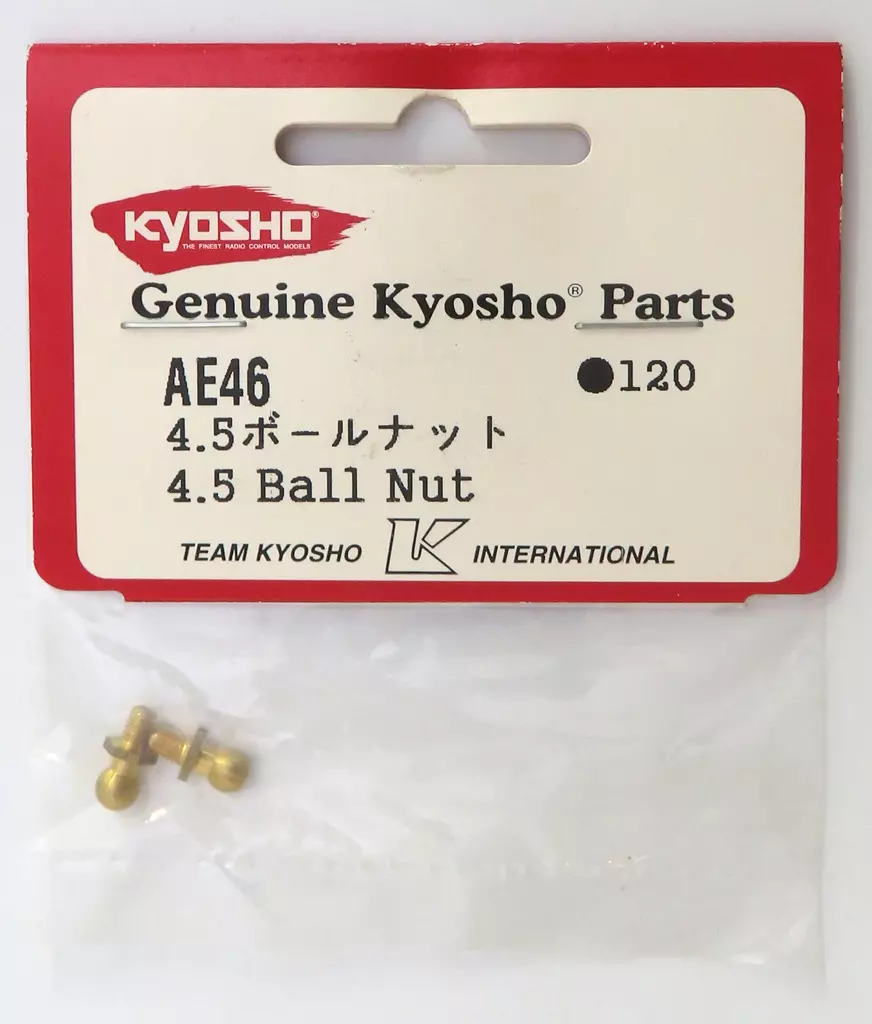 KYOSHO®
THE FINEST RADIO CONTROL MODELS
Genuine Kyosho® Parts
AE46 ●120
4.5ボールナット
4.5 Ball Nut
TEAM KYOSHO K INTERNATIONAL